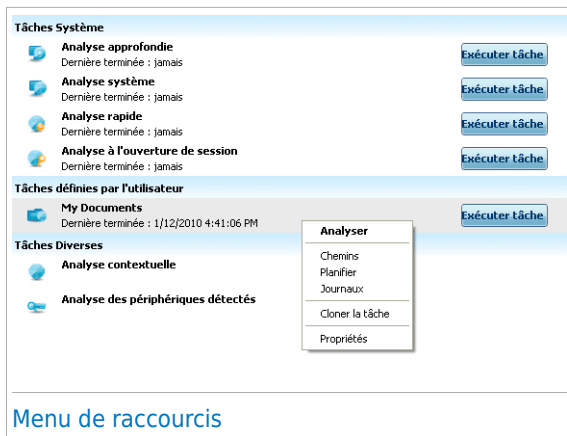 Tâches Système
Analyse approfondie
Dernière terminée : jamais
Exécuter tâche
Analyse système
Dernière terminée : jamais
Exécuter tâche
Analyse rapide
Dernière terminée : jamais
Exécuter tâche
Analyse à l'ouverture de session
Dernière terminée : jamais
Exécuter tâche
Tâches définies par l'utilisateur
My Documents
Dernière terminée : 1/12/2010 4:41:06 PM
Exécuter tâche
Tâches Diverses
Analyse contextuelle
Analyse des périphériques détectés
Analyser
Chemins
Planifier
Journaux
Cloner la tâche
Propriétés
Menu de raccourcis